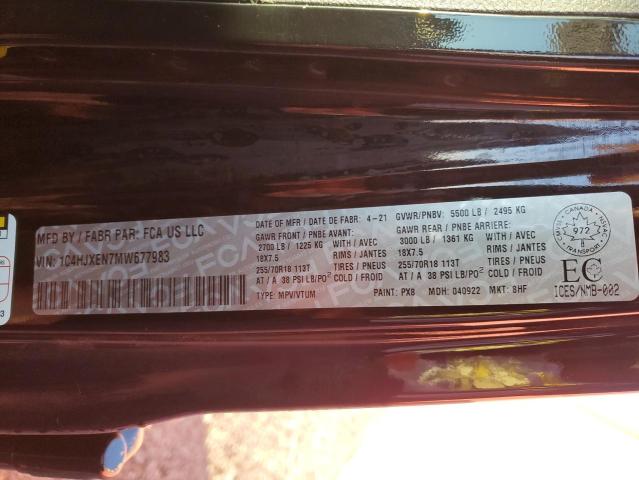 MFD BY / FABR PAR: FCA US LLC
VIN: 1C4HJXEN7MW677983
DATE OF MFR / DATE DE FABR: 4-21 GVWR/PNBV: 5500 LB / 2495 KG
GAWR FRONT / PNBE AVANT: GAWR REAR / PNBE ARRIERE:
2700 LB / 1225 KG WITH / AVEC 3000 LB / 1361 KG WITH / AVEC
18X7.5 RIMS / JANTES 18X7.5 RIMS / JANTES
255/70R18 113T TIRES / PNEUS 255/70R18 113T TIRES / PNEUS
AT / A 38 PSI LB/PO² COLD / FROID AT / A 38 PSI LB/PO² COLD / FROID
TYPE: MPV/VTUM PAINT: PX8 MDH: 040922 MKT: 8HF
CANADA
972
TRANSPORTS
EC
ICES/NMB-002